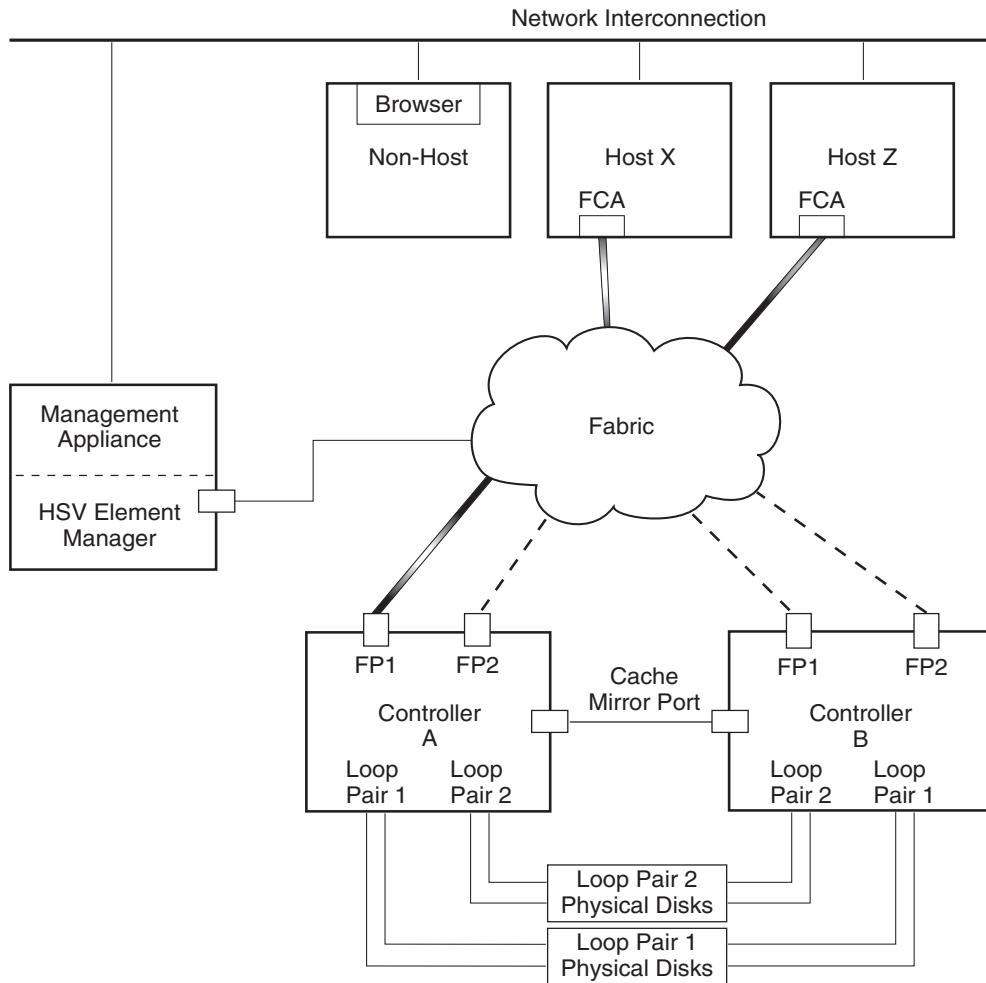 Network Interconnection
Browser
Non-Host
Host X
FCA
Host Z
FCA
Management
Appliance
HSV Element
Manager
Fabric
FP1
FP2
Controller
A
Loop
Pair 1
Loop
Pair 2
Cache
Mirror Port
FP1
FP2
Controller
B
Loop
Pair 2
Loop
Pair 1
Loop Pair 2
Physical Disks
Loop Pair 1
Physical Disks